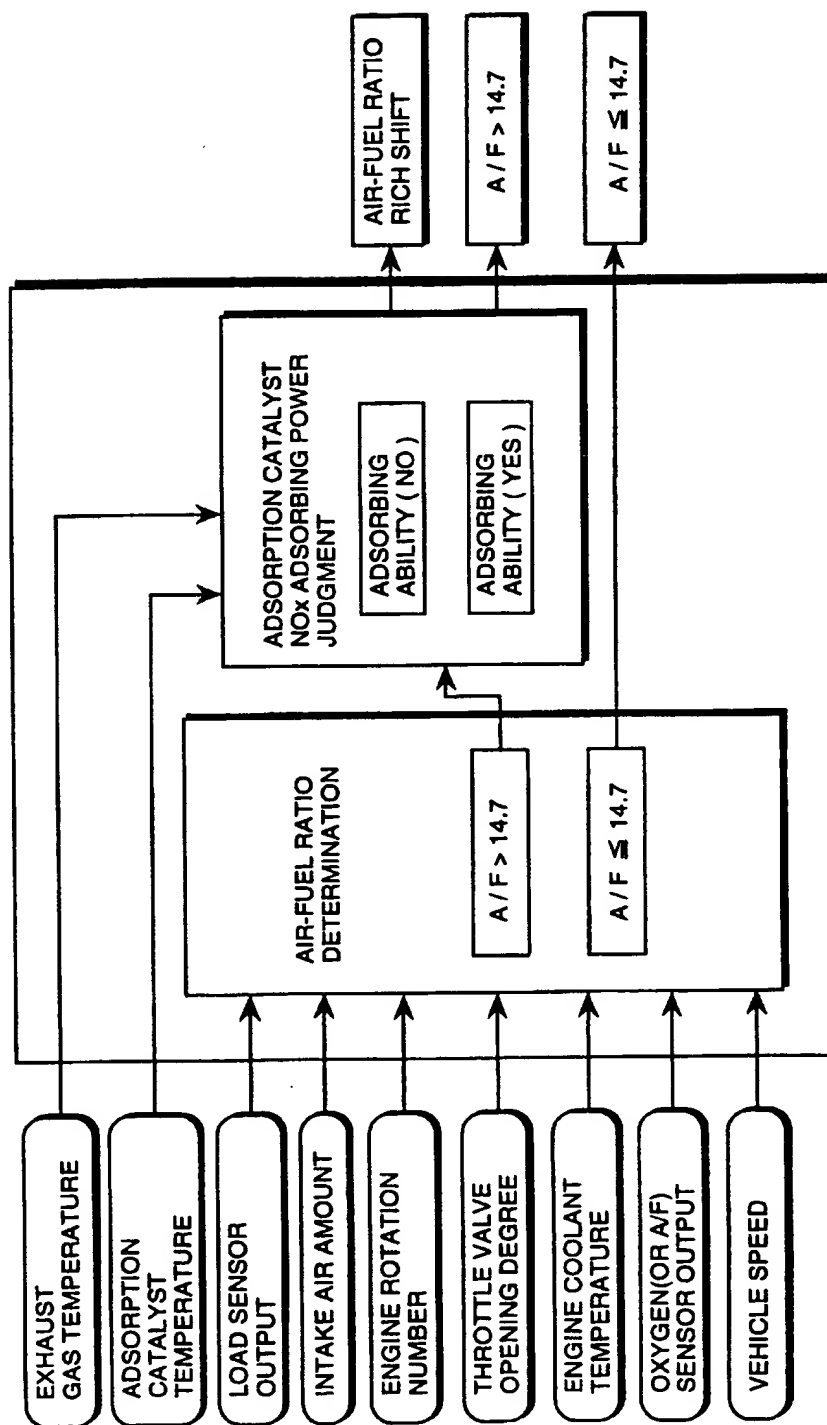 EXHAUST
GAS TEMPERATURE
ADSORPTION
CATALYST
TEMPERATURE
LOAD SENSOR
OUTPUT
INTAKE AIR AMOUNT
ENGINE ROTATION
NUMBER
THROTTLE VALVE
OPENING DEGREE
ENGINE COOLANT
TEMPERATURE
OXYGEN(OR A/F)
SENSOR OUTPUT
VEHICLE SPEED
AIR-FUEL RATIO
DETERMINATION
A / F > 14.7
A / F ≦ 14.7
ADSORPTION CATALYST
NOx ADSORBING POWER
JUDGMENT
ADSORBING
ABILITY ( NO )
ADSORBING
ABILITY ( YES )
AIR-FUEL RATIO
RICH SHIFT
A / F > 14.7
A / F ≦ 14.7